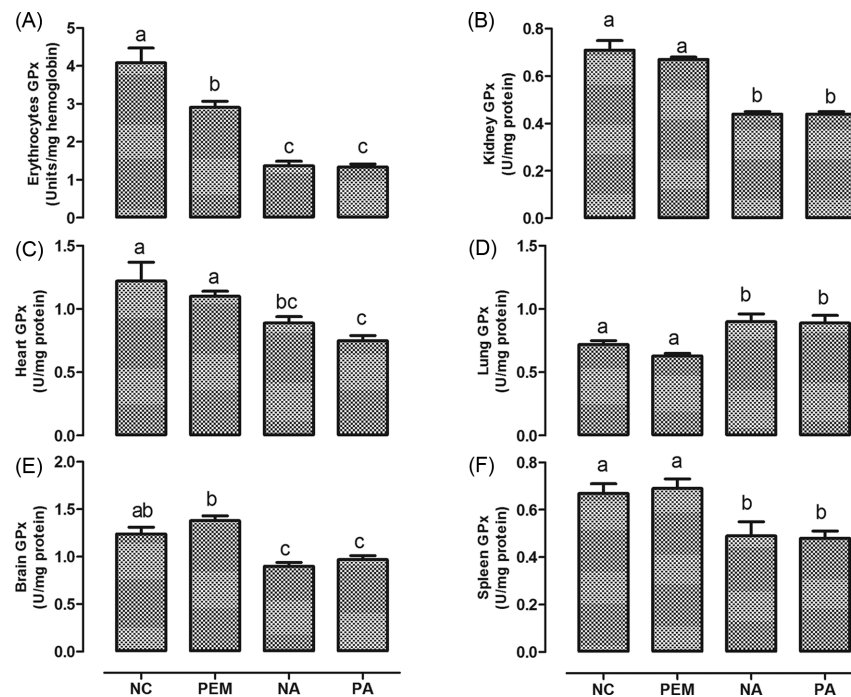 (A)
Erythrocytes GPx
(Units/mg hemoglobin)
5
4
3
2
1
0
a
b
c
c
(B)
Kidney GPx
(U/mg protein)
0.8
0.6
0.4
0.2
0.0
a
a
b
b
(C)
Heart GPx
(U/mg protein)
1.5
1.0
0.5
0.0
a
a
bc
c
(D)
Lung GPx
(U/mg protein)
1.5
1.0
0.5
0.0
a
a
b
b
(E)
Brain GPx
(U/mg protein)
2.0
1.5
1.0
0.5
0.0
ab
b
c
c
NC PEM NA PA
(F)
Spleen GPx
(U/mg protein)
0.8
0.6
0.4
0.2
0.0
a
a
b
b
NC PEM NA PA